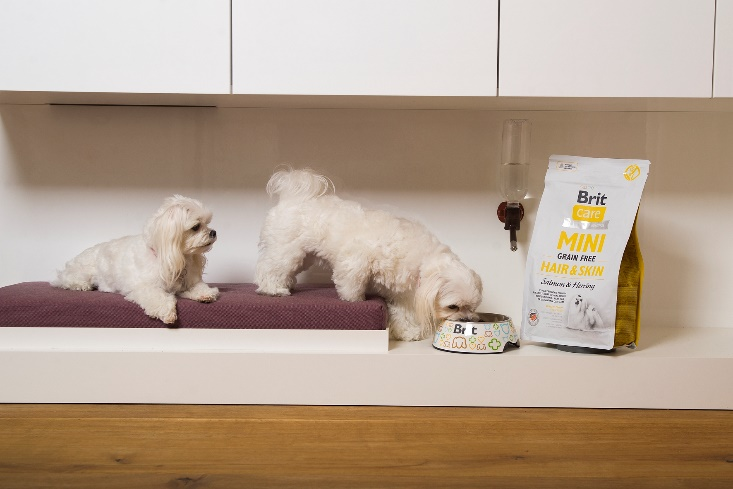 Brit
care
MINI
GRAIN FREE
HAIR & SKIN
Salmon & Herring
Brit